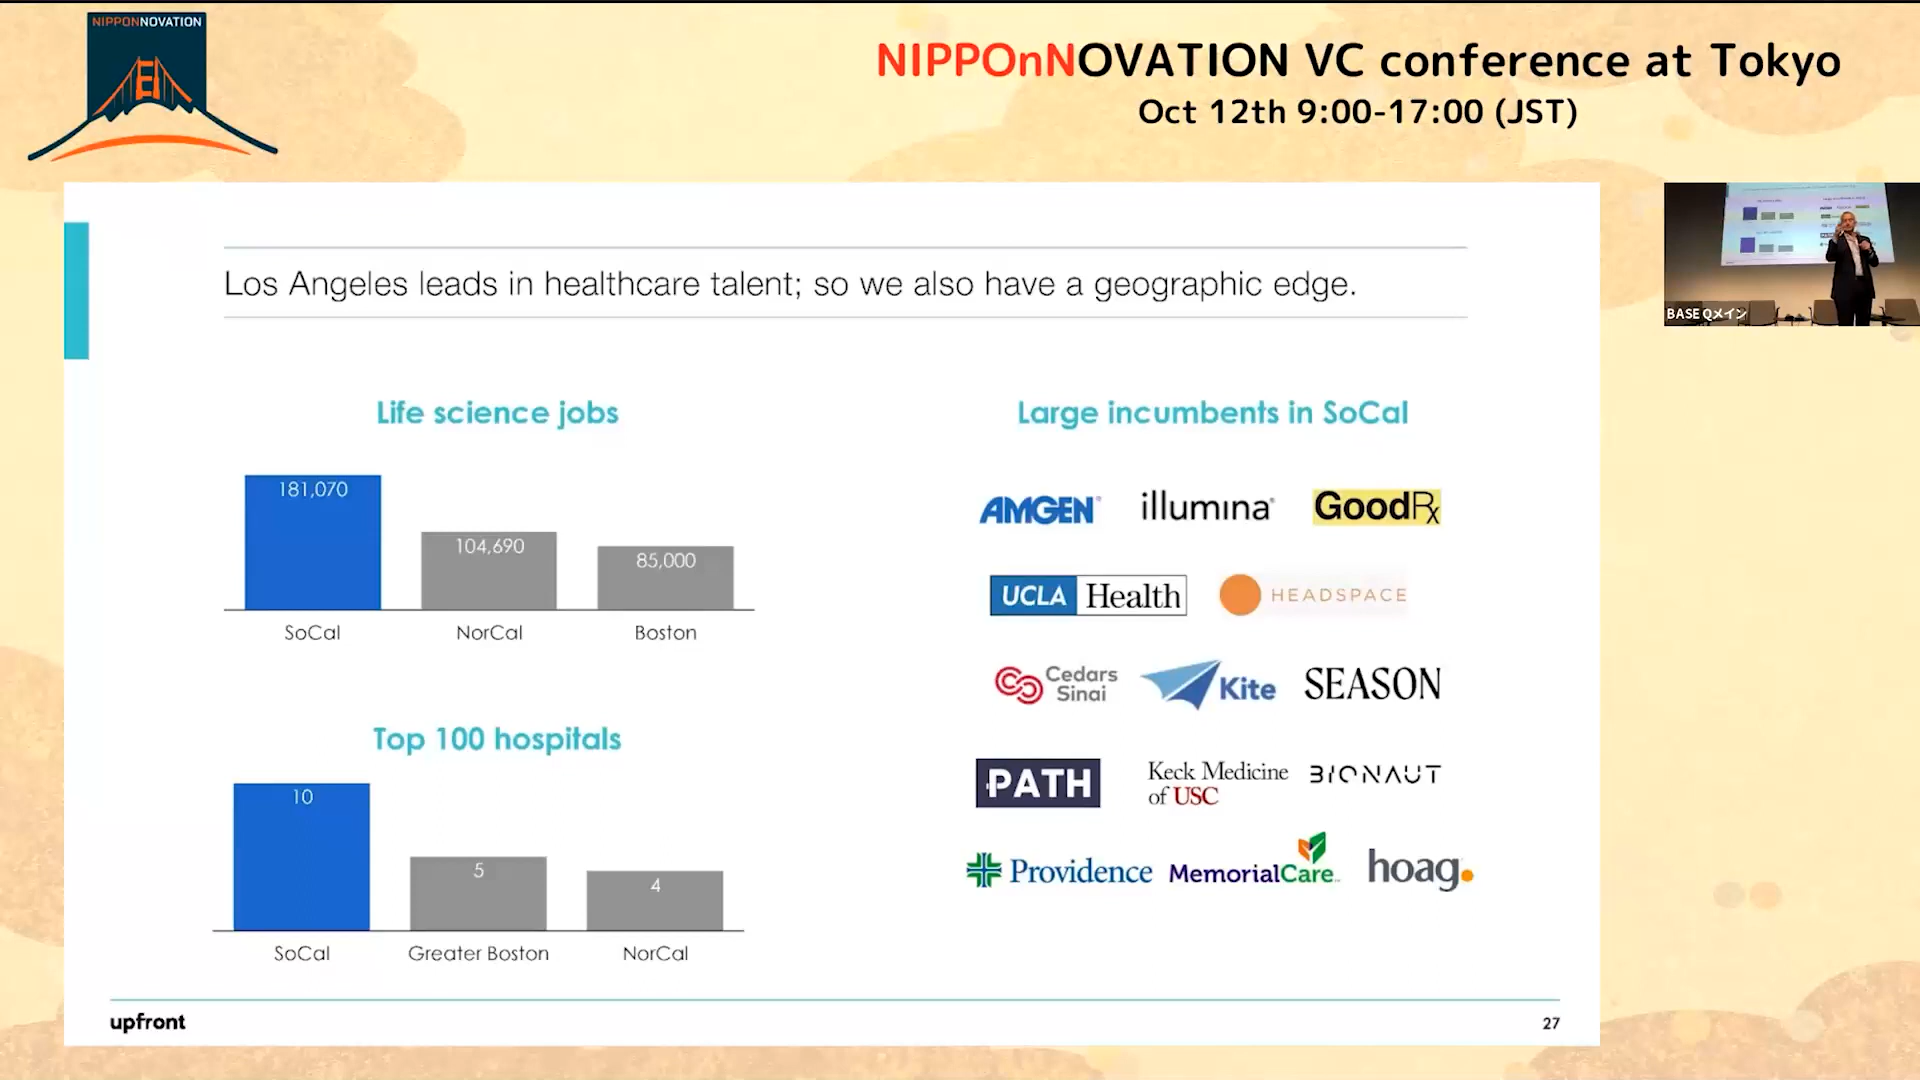 NIPPONNOVATION
NIPPOnNOVATION VC conference at Tokyo
Oct 12th 9:00-17:00 (JST)
BASE Qメイン
Los Angeles leads in healthcare talent; so we also have a geographic edge.
Life science jobs
181,070
104,690
85,000
SoCal
NorCal
Boston
Top 100 hospitals
10
5
4
SoCal
Greater Boston
NorCal
Large incumbents in SoCal
AMGEN®
illumına®
GoodRx
UCLA Health
HEADSPACE
Cedars
Sinai
Kite
SEASON
PATH
Keck Medicine
of USC
BIONAUT
Providence
MemorialCare™
hoag.
upfront
27